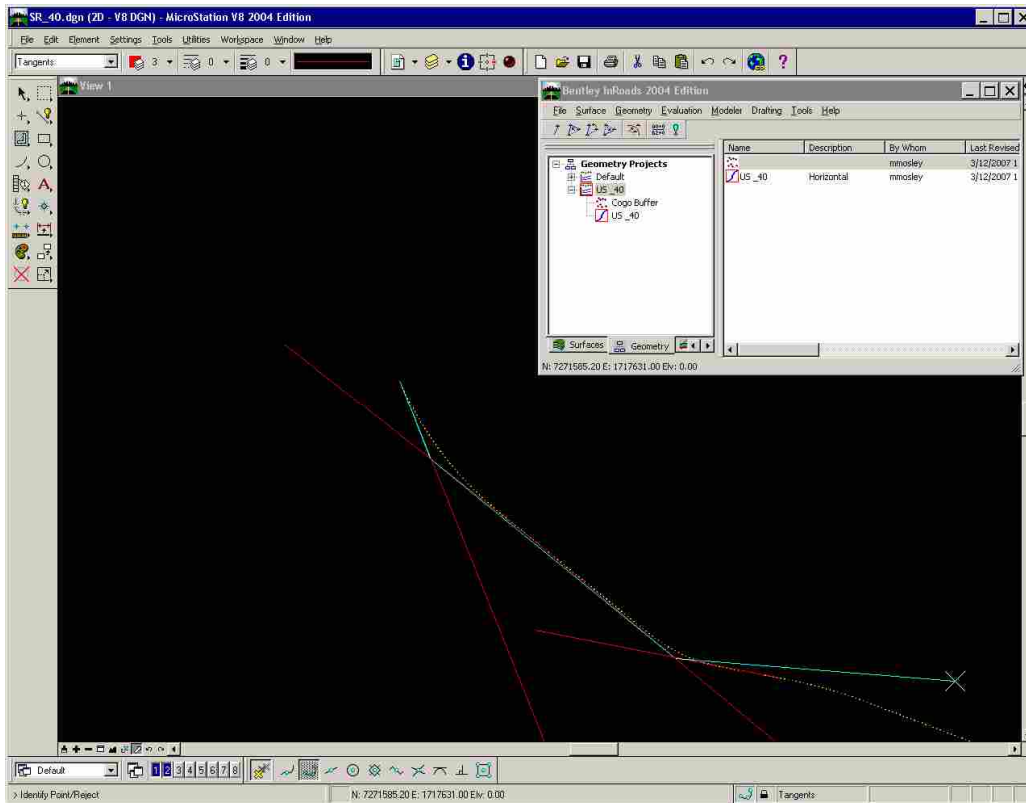 SR_40.dgn (2D - V8 DGN) - MicroStation V8 2004 Edition
File Edit Element Settings Tools Utilities Workspace Window Help
Tangents 3 0 0
View 1
Bentley InRoads 2004 Edition
File Surface Geometry Evaluation Modeler Drafting Tools Help
Geometry Projects
Default
US _40
Cogo Buffer
US _40
Name Description By Whom Last Revised
mmosley 3/12/2007 1
US _40 Horizontal mmosley 3/12/2007 1
Surfaces Geometry
N: 7271585.20 E: 1717631.00 Elv: 0.00
Default 1 2 3 4 5 6 7 8
> Identify Point/Reject N: 7271585.20 E: 1717631.00 Elv: 0.00 Tangents